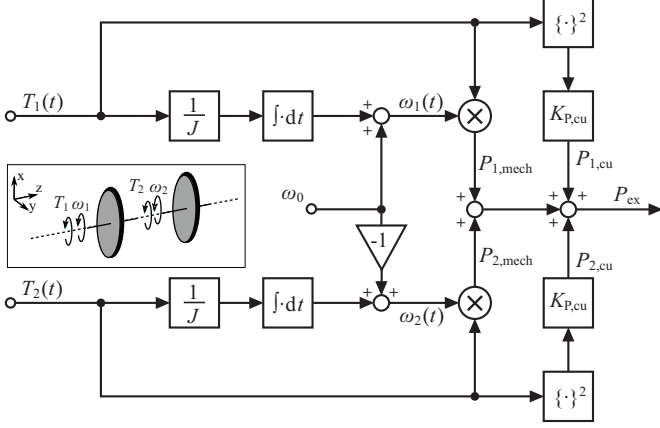 {·}²
T₁(t)
1/J
∫·dt
+
+
ω₁(t)
×
K_P,cu
P₁,mech
P₁,cu
x
z
y
T₁ ω₁
T₂ ω₂
ω₀
+
+
+
+
+
P_ex
-1
P₂,mech
P₂,cu
T₂(t)
1/J
∫·dt
+
+
ω₂(t)
×
K_P,cu
{·}²